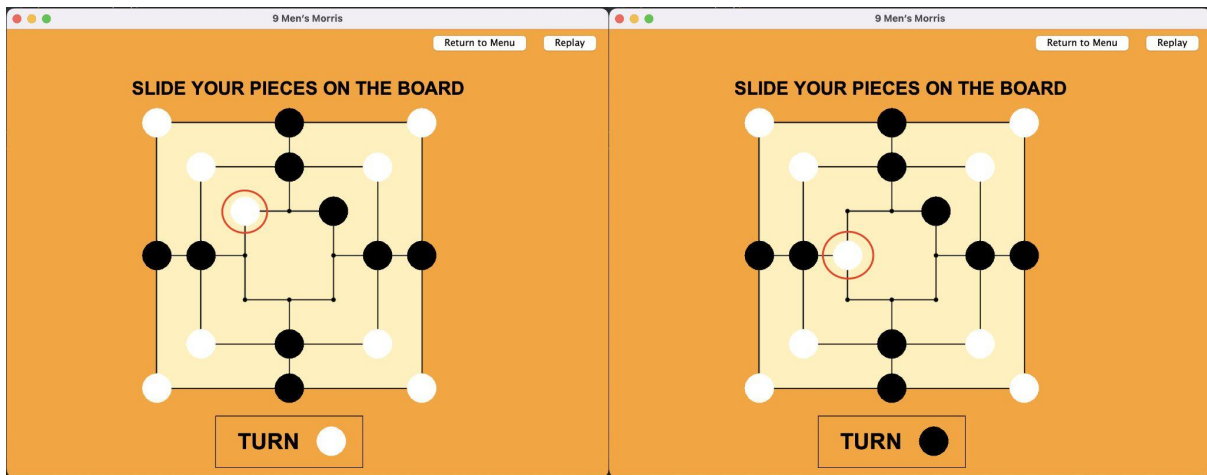 9 Men's Morris
Return to Menu
Replay
SLIDE YOUR PIECES ON THE BOARD
TURN
9 Men's Morris
Return to Menu
Replay
SLIDE YOUR PIECES ON THE BOARD
TURN